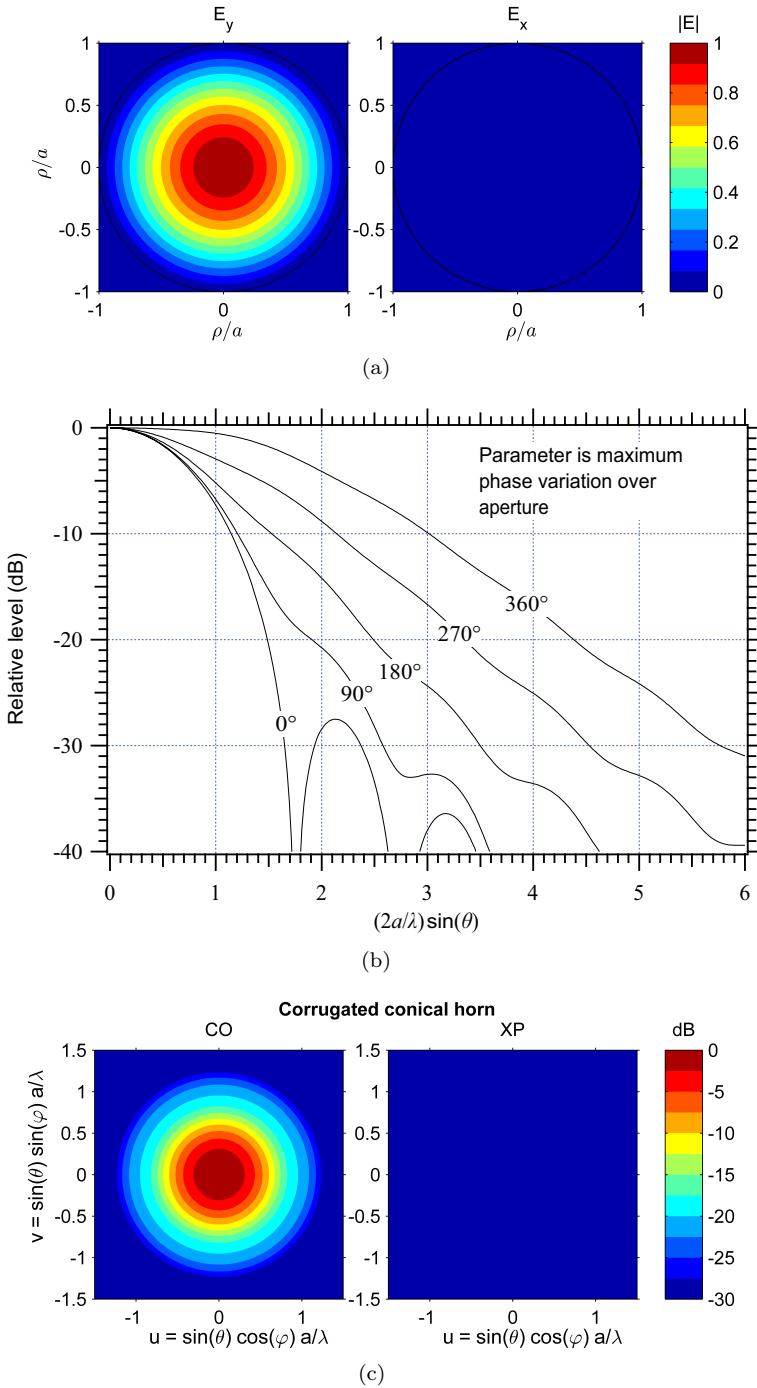 E_y
E_x
|E|
1
0.5
0
-0.5
-1
ρ/a
-1
0
1
ρ/a
-1
0
1
ρ/a
1
0.8
0.6
0.4
0.2
0
(a)
Parameter is maximum
phase variation over
aperture
0
-10
-20
-30
-40
Relative level (dB)
360°
270°
180°
90°
0°
0 1 2 3 4 5 6
(2a/λ) sin(θ)
(b)
Corrugated conical horn
CO
XP
dB
1.5
1
0.5
0
-0.5
-1
-1.5
v = sin(θ) sin(φ) a/λ
-1 0 1
u = sin(θ) cos(φ) a/λ
-1 0 1
u = sin(θ) cos(φ) a/λ
0
-5
-10
-15
-20
-25
-30
(c)